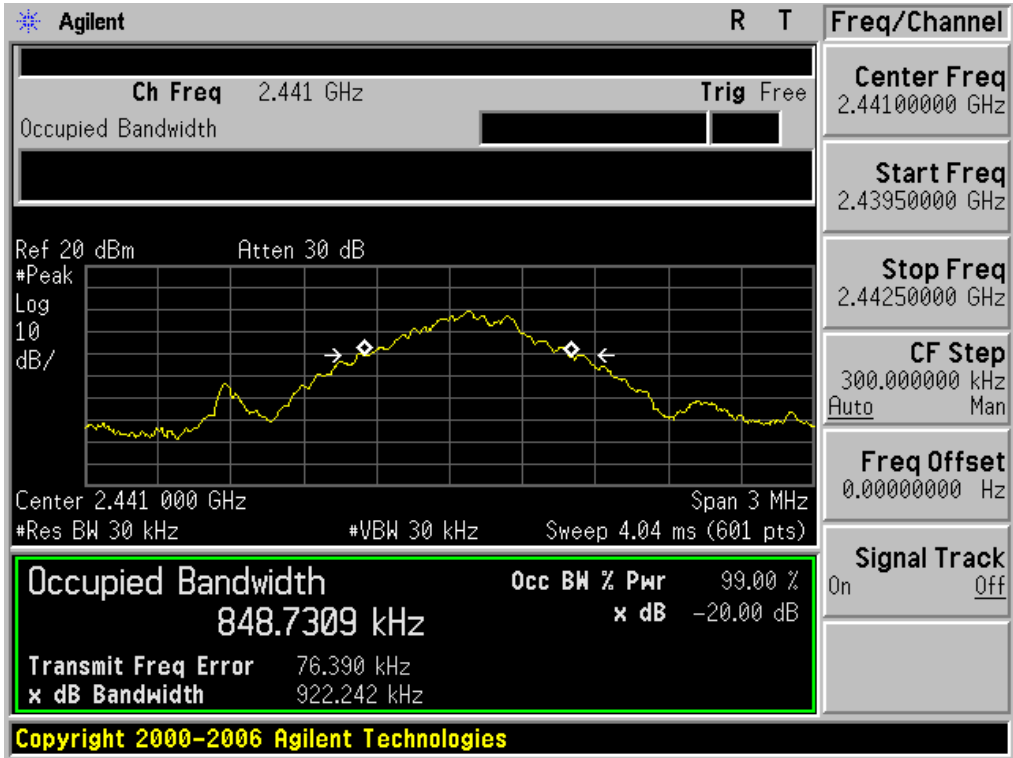 Agilent R T Freq/Channel
Ch Freq 2.441 GHz Trig Free
Occupied Bandwidth
Center Freq
2.44100000 GHz
Start Freq
2.43950000 GHz
Stop Freq
2.44250000 GHz
CF Step
300.000000 kHz
Auto Man
Freq Offset
0.00000000 Hz
Signal Track
On Off
Ref 20 dBm Atten 30 dB
#Peak
Log
10
dB/
Center 2.441 000 GHz Span 3 MHz
#Res BW 30 kHz #VBW 30 kHz Sweep 4.04 ms (601 pts)
Occupied Bandwidth
848.7309 kHz
Occ BW % Pwr 99.00 %
x dB -20.00 dB
Transmit Freq Error 76.390 kHz
x dB Bandwidth 922.242 kHz
Copyright 2000-2006 Agilent Technologies